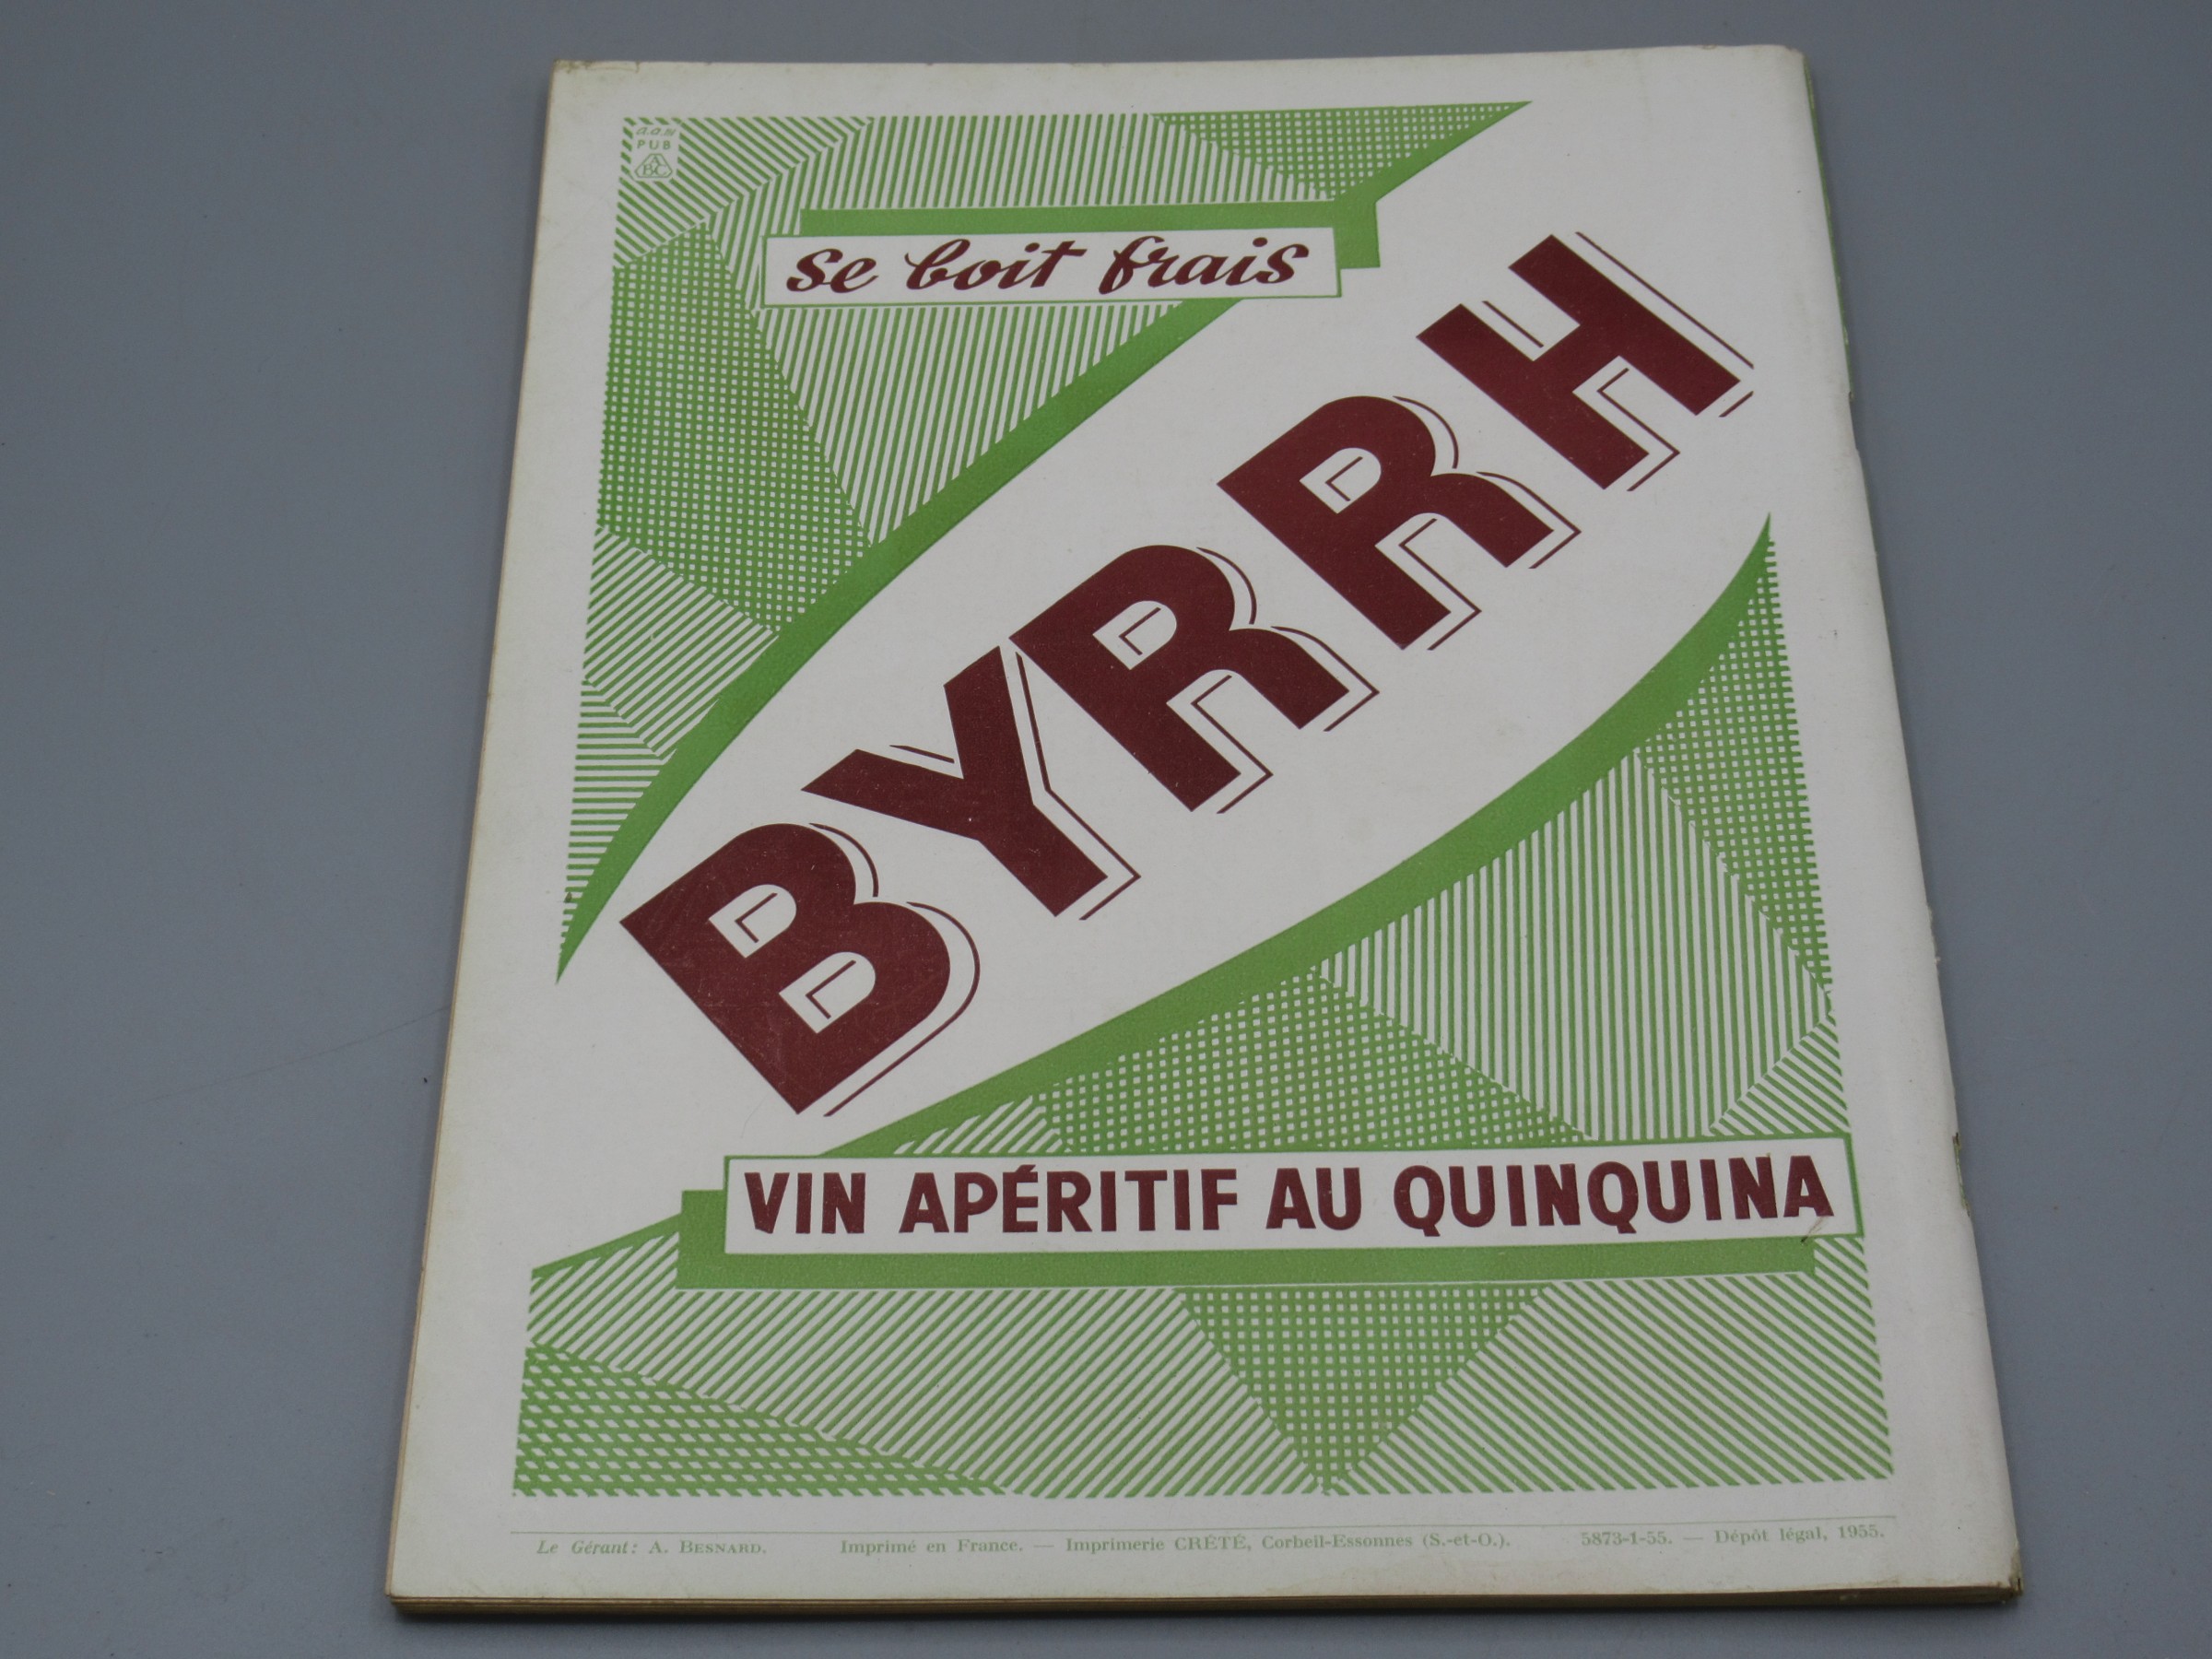 a.a.m
PUB
ABC
se boit frais
BYRRH
VIN APÉRITIF AU QUINQUINA
Le Gérant: A. BESNARD. Imprimé en France. — Imprimerie CRÉTÉ, Corbeil-Essonnes (S.-et-O.). 5873-1-55. — Dépôt légal, 1955.